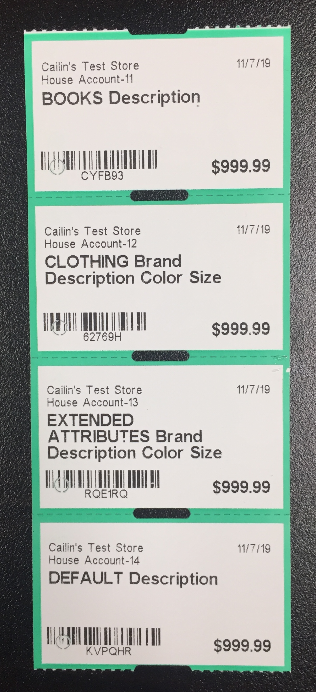 Cailin's Test Store 11/7/19
House Account-11
BOOKS Description
CYFB93 $999.99
Cailin's Test Store 11/7/19
House Account-12
CLOTHING Brand
Description Color Size
62769H $999.99
Cailin's Test Store 11/7/19
House Account-13
EXTENDED
ATTRIBUTES Brand
Description Color Size
RQE1RQ $999.99
Cailin's Test Store 11/7/19
House Account-14
DEFAULT Description
KVPQHR $999.99